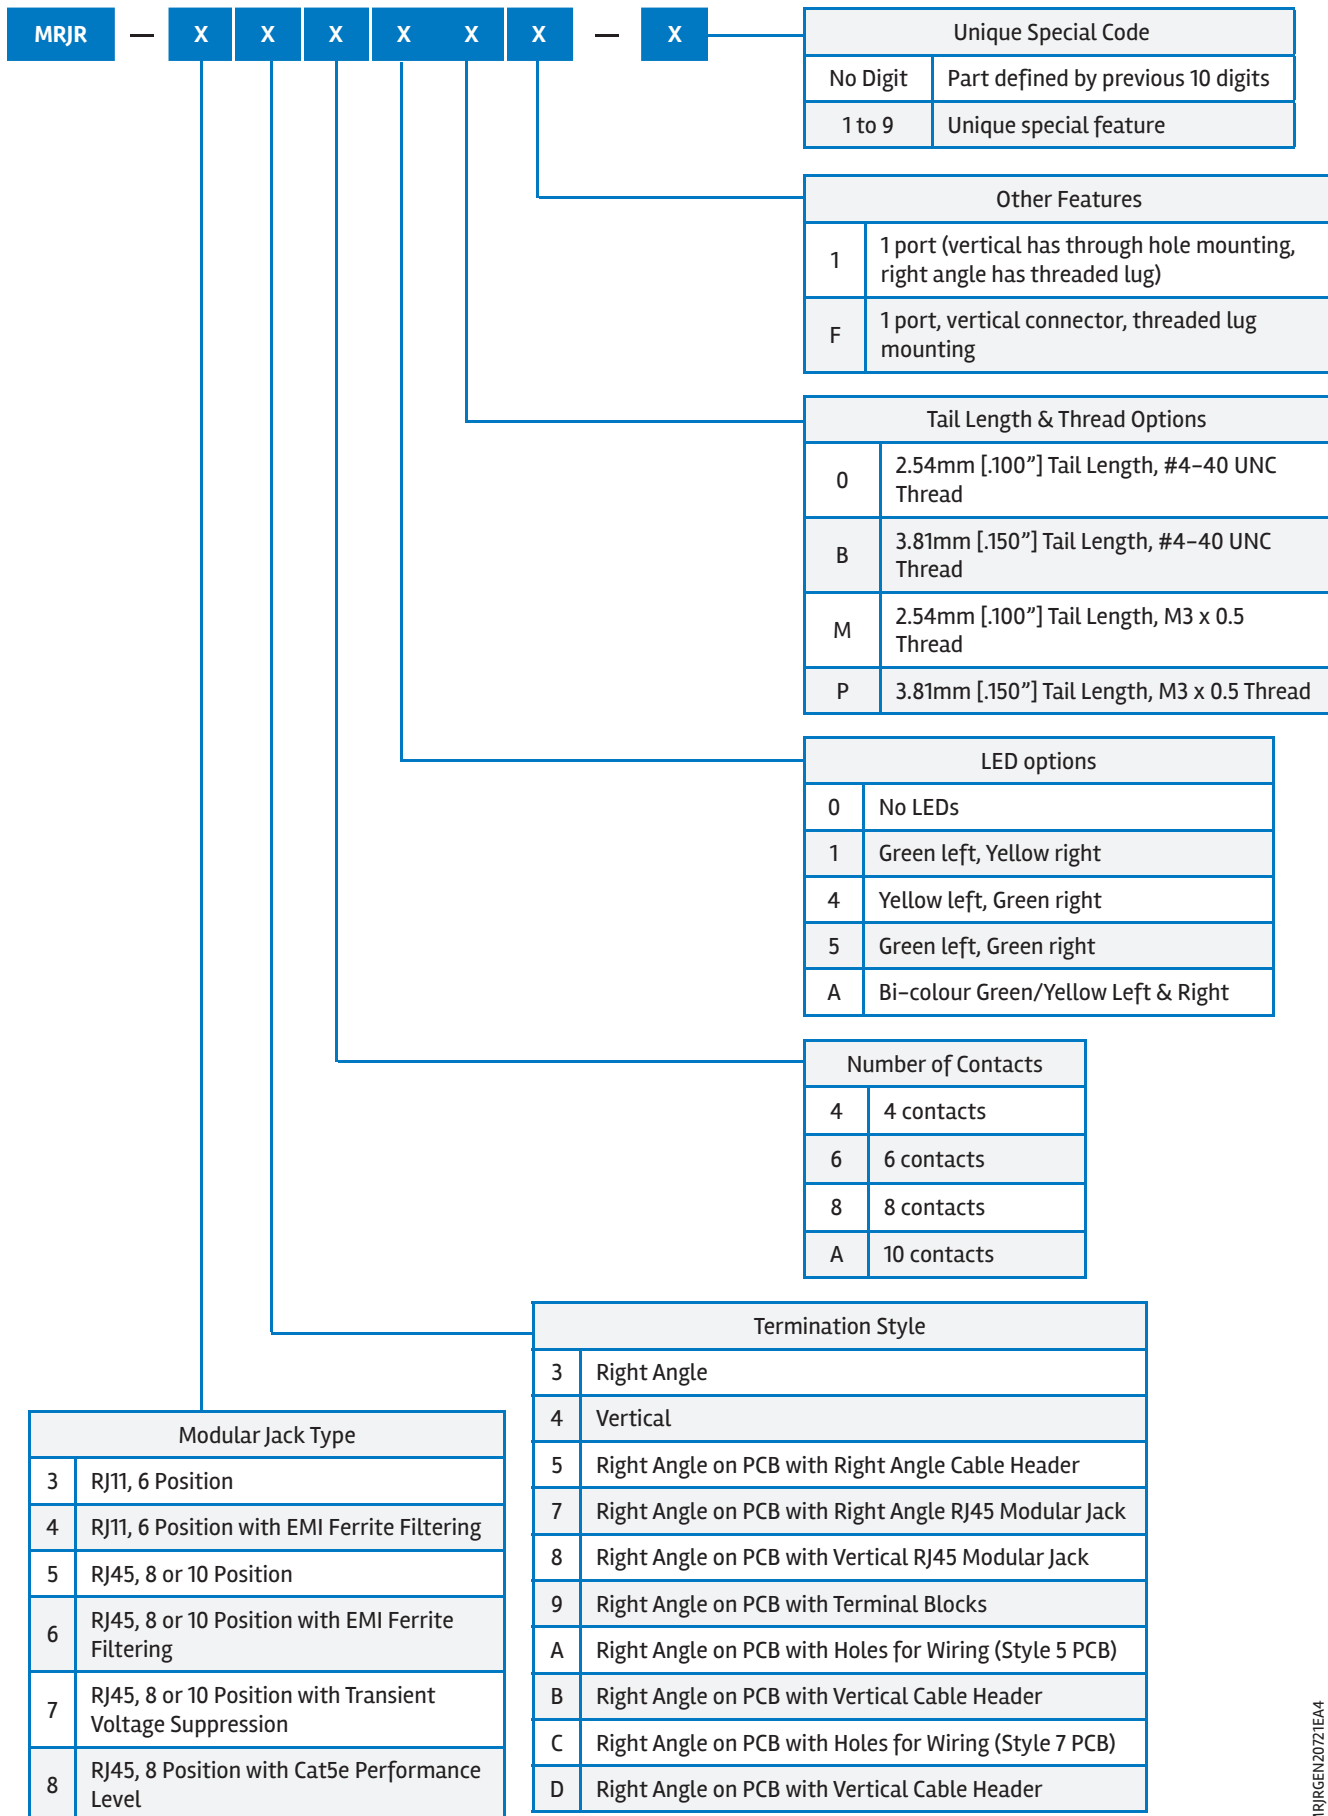 MRJR — X X X X X X — X
Unique Special Code
No Digit Part defined by previous 10 digits
1 to 9 Unique special feature
Other Features
1 1 port (vertical has through hole mounting,
right angle has threaded lug)
F 1 port, vertical connector, threaded lug
mounting
Tail Length & Thread Options
0 2.54mm [.100”] Tail Length, #4-40 UNC
Thread
B 3.81mm [.150”] Tail Length, #4-40 UNC
Thread
M 2.54mm [.100”] Tail Length, M3 x 0.5
Thread
P 3.81mm [.150”] Tail Length, M3 x 0.5 Thread
LED options
0 No LEDs
1 Green left, Yellow right
4 Yellow left, Green right
5 Green left, Green right
A Bi-colour Green/Yellow Left & Right
Number of Contacts
4 4 contacts
6 6 contacts
8 8 contacts
A 10 contacts
Termination Style
3 Right Angle
4 Vertical
5 Right Angle on PCB with Right Angle Cable Header
7 Right Angle on PCB with Right Angle RJ45 Modular Jack
8 Right Angle on PCB with Vertical RJ45 Modular Jack
9 Right Angle on PCB with Terminal Blocks
A Right Angle on PCB with Holes for Wiring (Style 5 PCB)
B Right Angle on PCB with Vertical Cable Header
C Right Angle on PCB with Holes for Wiring (Style 7 PCB)
D Right Angle on PCB with Vertical Cable Header
Modular Jack Type
3 RJ11, 6 Position
4 RJ11, 6 Position with EMI Ferrite Filtering
5 RJ45, 8 or 10 Position
6 RJ45, 8 or 10 Position with EMI Ferrite
Filtering
7 RJ45, 8 or 10 Position with Transient
Voltage Suppression
8 RJ45, 8 Position with Cat5e Performance
Level